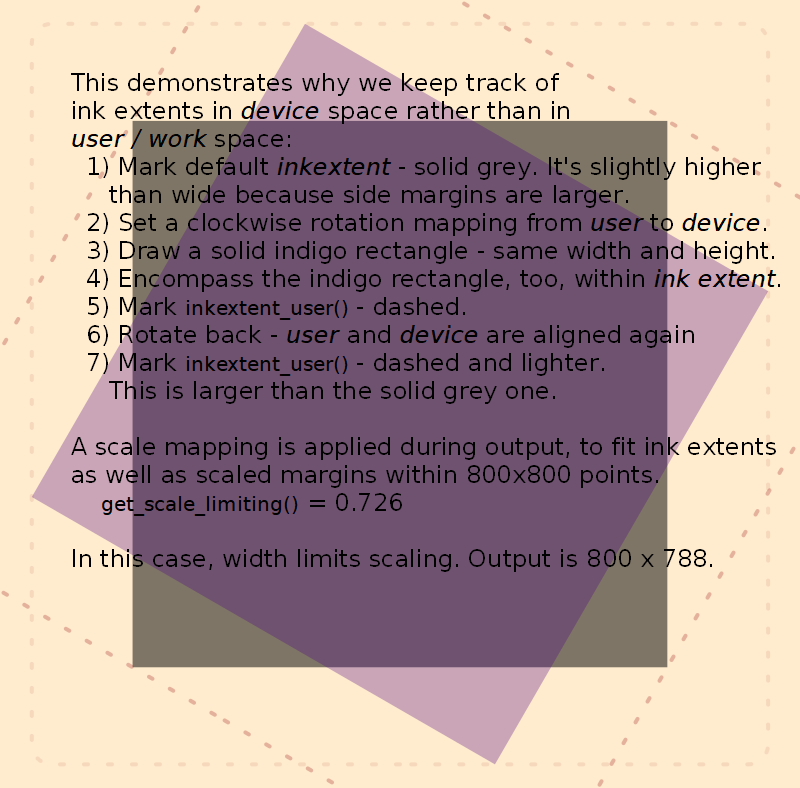 This demonstrates why we keep track of
ink extents in device space rather than in
user / work space:
1) Mark default inkextent - solid grey. It's slightly higher
than wide because side margins are larger.
2) Set a clockwise rotation mapping from user to device.
3) Draw a solid indigo rectangle - same width and height.
4) Encompass the indigo rectangle, too, within ink extent.
5) Mark inkextent_user() - dashed.
6) Rotate back - user and device are aligned again
7) Mark inkextent_user() - dashed and lighter.
This is larger than the solid grey one.
A scale mapping is applied during output, to fit ink extents
as well as scaled margins within 800x800 points.
get_scale_limiting() = 0.726
In this case, width limits scaling. Output is 800 x 788.